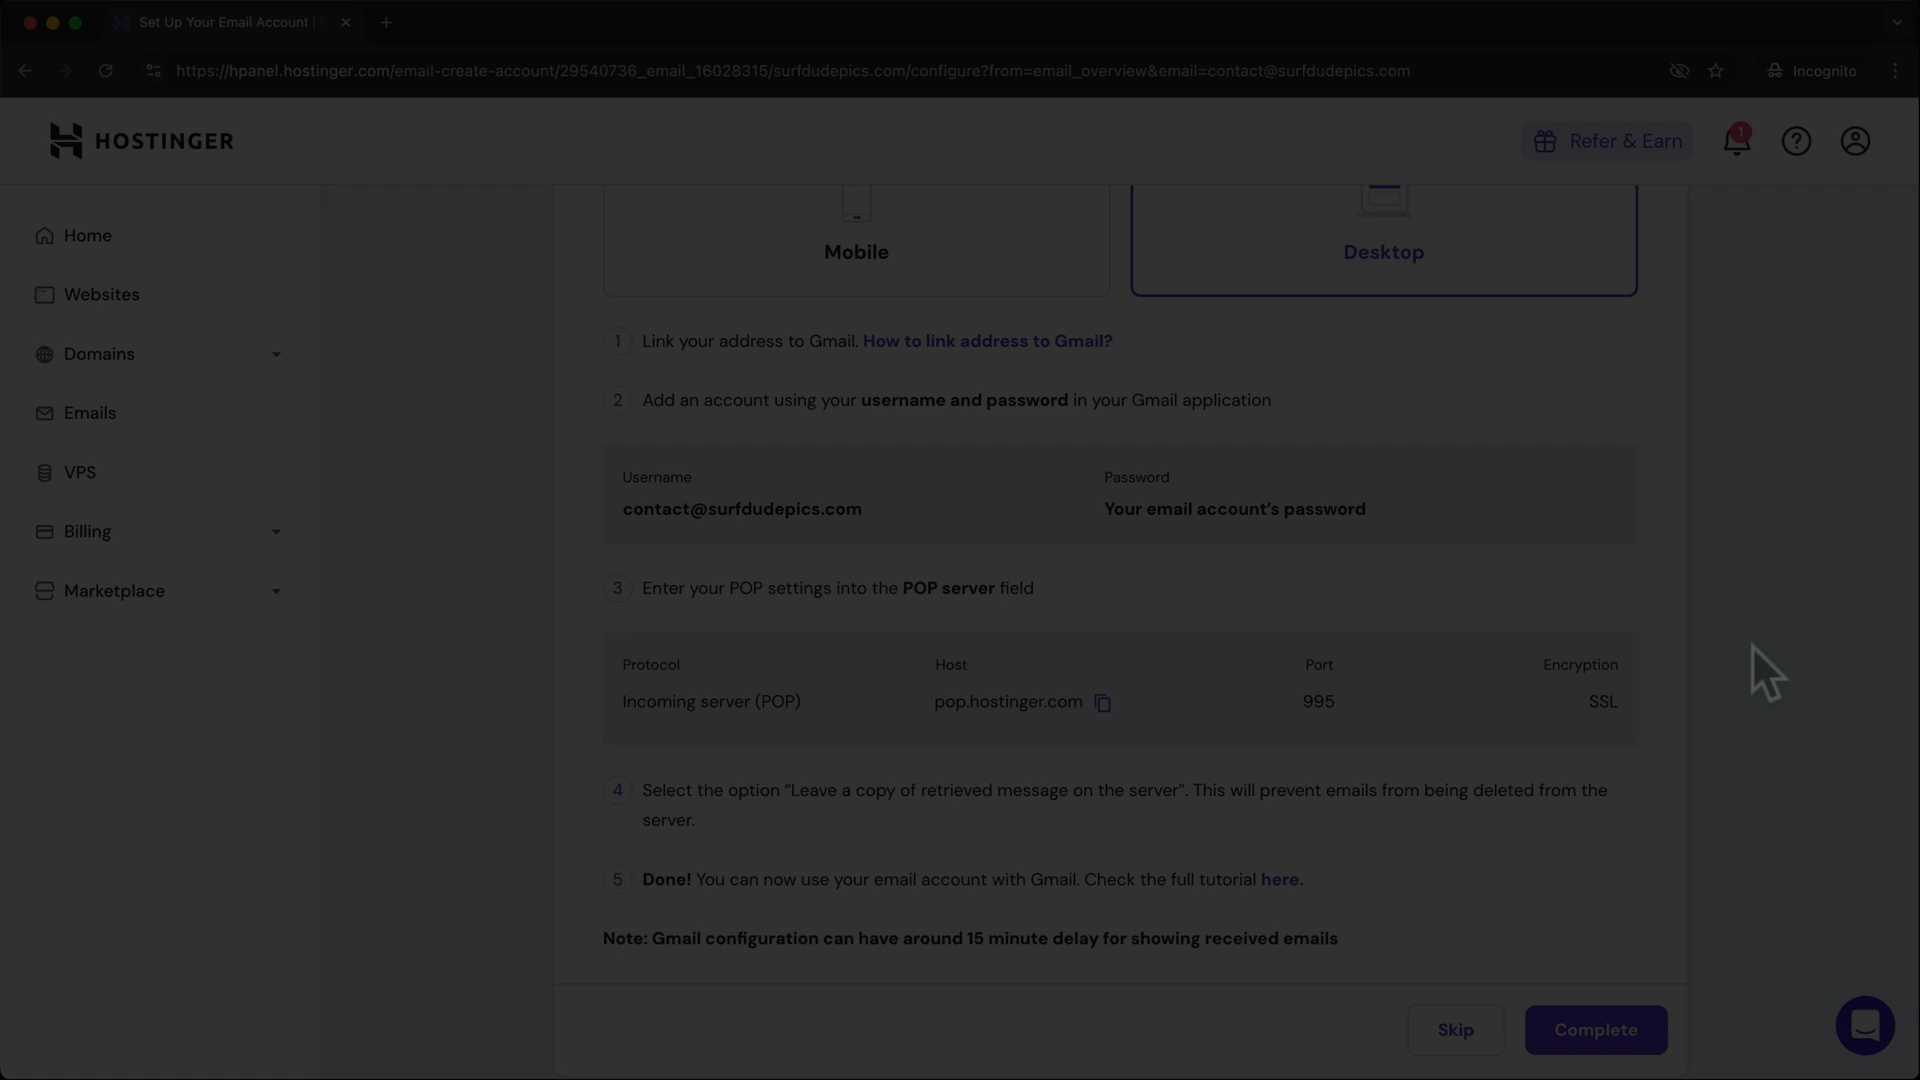 Set Up Your Email Account |
https://hpanel.hostinger.com/email-create-account/29540736_email_16028315/surfdudepics.com/configure?from=email_overview&email=contact@surfdudepics.com
Incognito
HOSTINGER
Refer & Earn
1
Home
Websites
Domains
Emails
VPS
Billing
Marketplace
Mobile
Desktop
1 Link your address to Gmail. How to link address to Gmail?
2 Add an account using your username and password in your Gmail application
Username Password
contact@surfdudepics.com Your email account's password
3 Enter your POP settings into the POP server field
Protocol Host Port Encryption
Incoming server (POP) pop.hostinger.com 995 SSL
4 Select the option “Leave a copy of retrieved message on the server”. This will prevent emails from being deleted from the
server.
5 Done! You can now use your email account with Gmail. Check the full tutorial here.
Note: Gmail configuration can have around 15 minute delay for showing received emails
Skip Complete